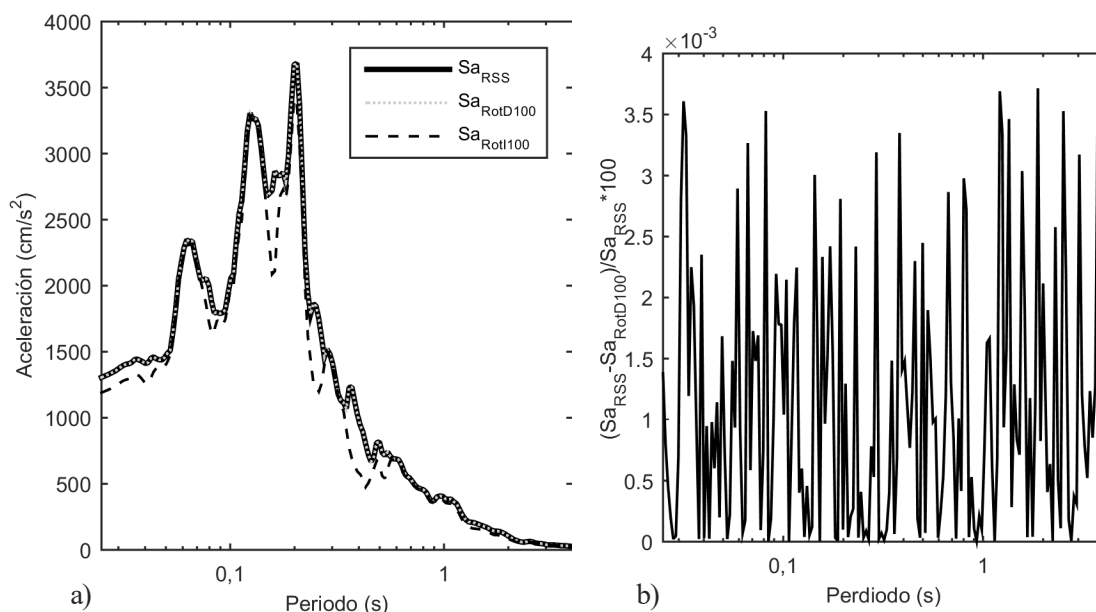 4000
3500
3000
2500
2000
1500
1000
500
0
Aceleración (cm/s²)
Sa_RSS
Sa_RotD100
Sa_RotI100
0,1
1
Periodo (s)
a)
×10⁻³
4
3.5
3
2.5
2
1.5
1
0.5
0
(Sa_RSS-Sa_RotD100)/Sa_RSS*100
0,1
1
Perdiodo (s)
b)